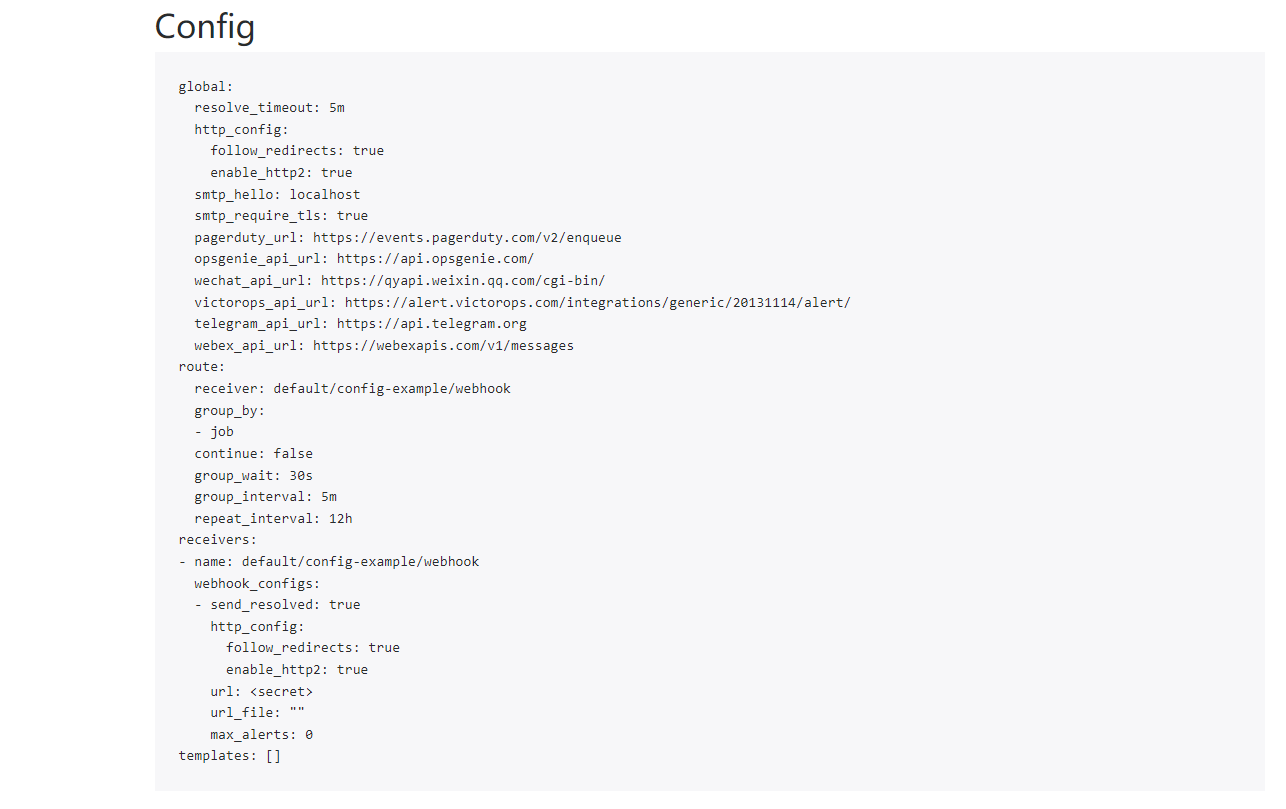 Config
global:
  resolve_timeout: 5m
  http_config:
    follow_redirects: true
    enable_http2: true
  smtp_hello: localhost
  smtp_require_tls: true
  pagerduty_url: https://events.pagerduty.com/v2/enqueue
  opsgenie_api_url: https://api.opsgenie.com/
  wechat_api_url: https://qyapi.weixin.qq.com/cgi-bin/
  victorops_api_url: https://alert.victorops.com/integrations/generic/20131114/alert/
  telegram_api_url: https://api.telegram.org
  webex_api_url: https://webexapis.com/v1/messages
route:
  receiver: default/config-example/webhook
  group_by:
  - job
  continue: false
  group_wait: 30s
  group_interval: 5m
  repeat_interval: 12h
receivers:
- name: default/config-example/webhook
  webhook_configs:
  - send_resolved: true
    http_config:
      follow_redirects: true
      enable_http2: true
    url: <secret>
    url_file: ""
    max_alerts: 0
templates: []